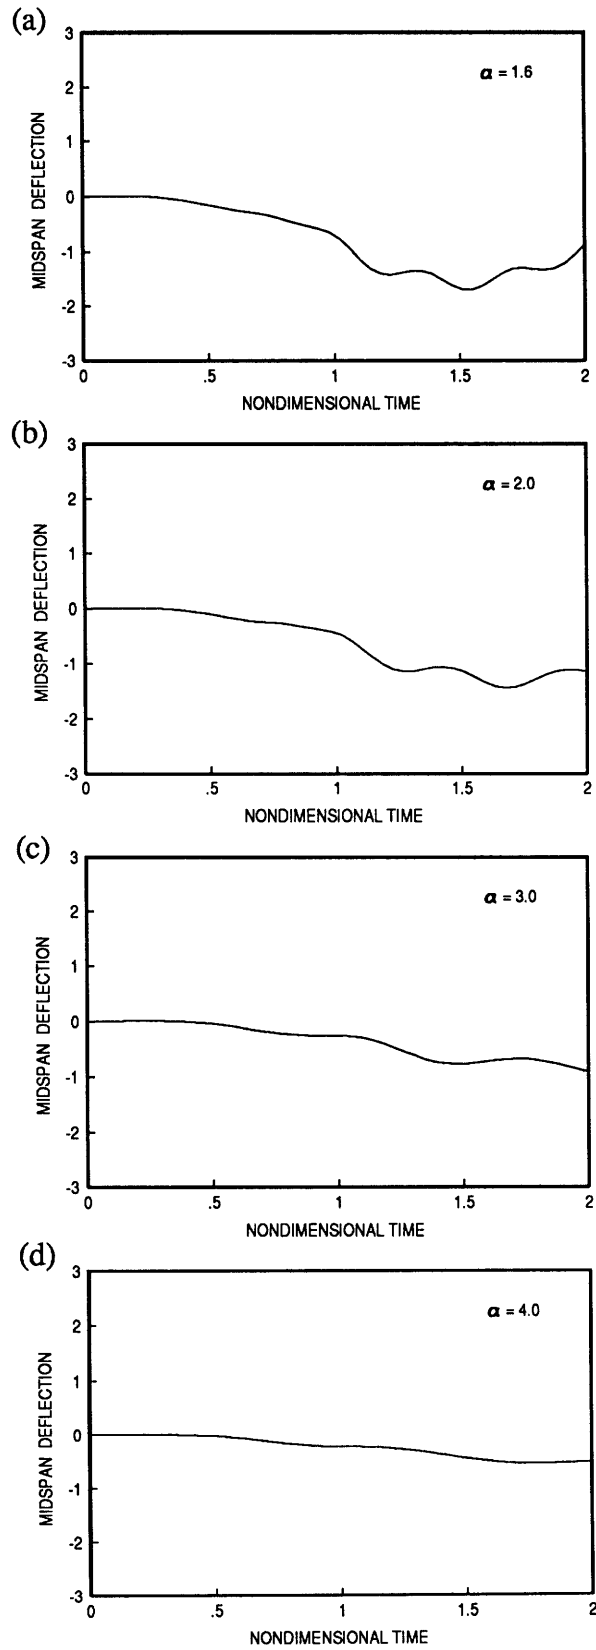 (a)
3
2
1
0
-1
-2
-3
MIDSPAN DEFLECTION
α = 1.6
0 .5 1 1.5 2
NONDIMENSIONAL TIME
(b)
3
2
1
0
-1
-2
-3
MIDSPAN DEFLECTION
α = 2.0
0 .5 1 1.5 2
NONDIMENSIONAL TIME
(c)
3
2
1
0
-1
-2
-3
MIDSPAN DEFLECTION
α = 3.0
0 .5 1 1.5 2
NONDIMENSIONAL TIME
(d)
3
2
1
0
-1
-2
-3
MIDSPAN DEFLECTION
α = 4.0
0 .5 1 1.5 2
NONDIMENSIONAL TIME